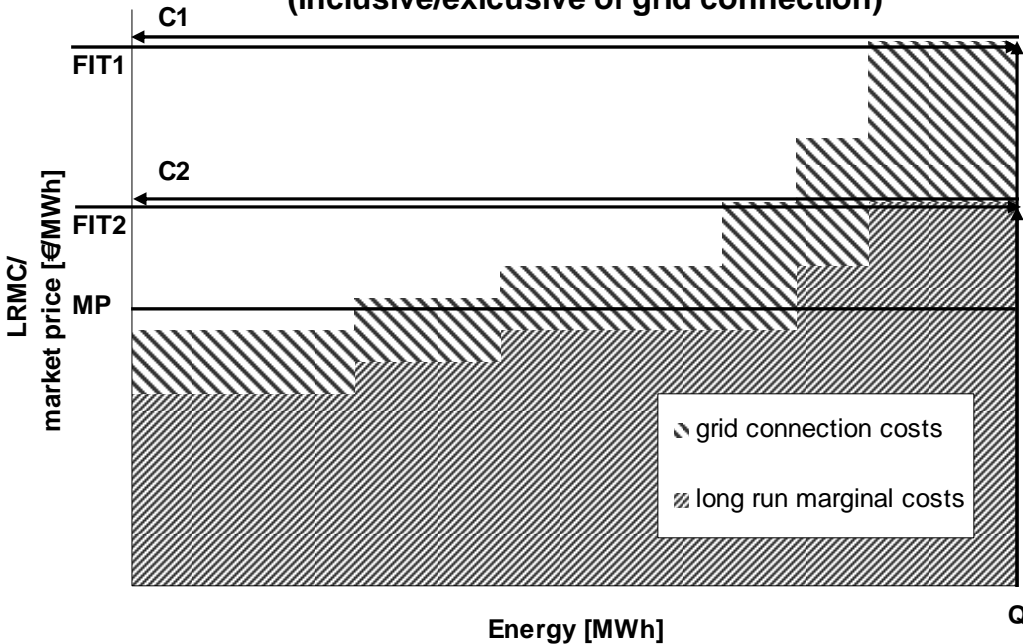 (inclusive/exlcusive of grid connection)
C1
FIT1
C2
FIT2
MP
LRMC/
market price [€/MWh]
grid connection costs
long run marginal costs
Q
Energy [MWh]